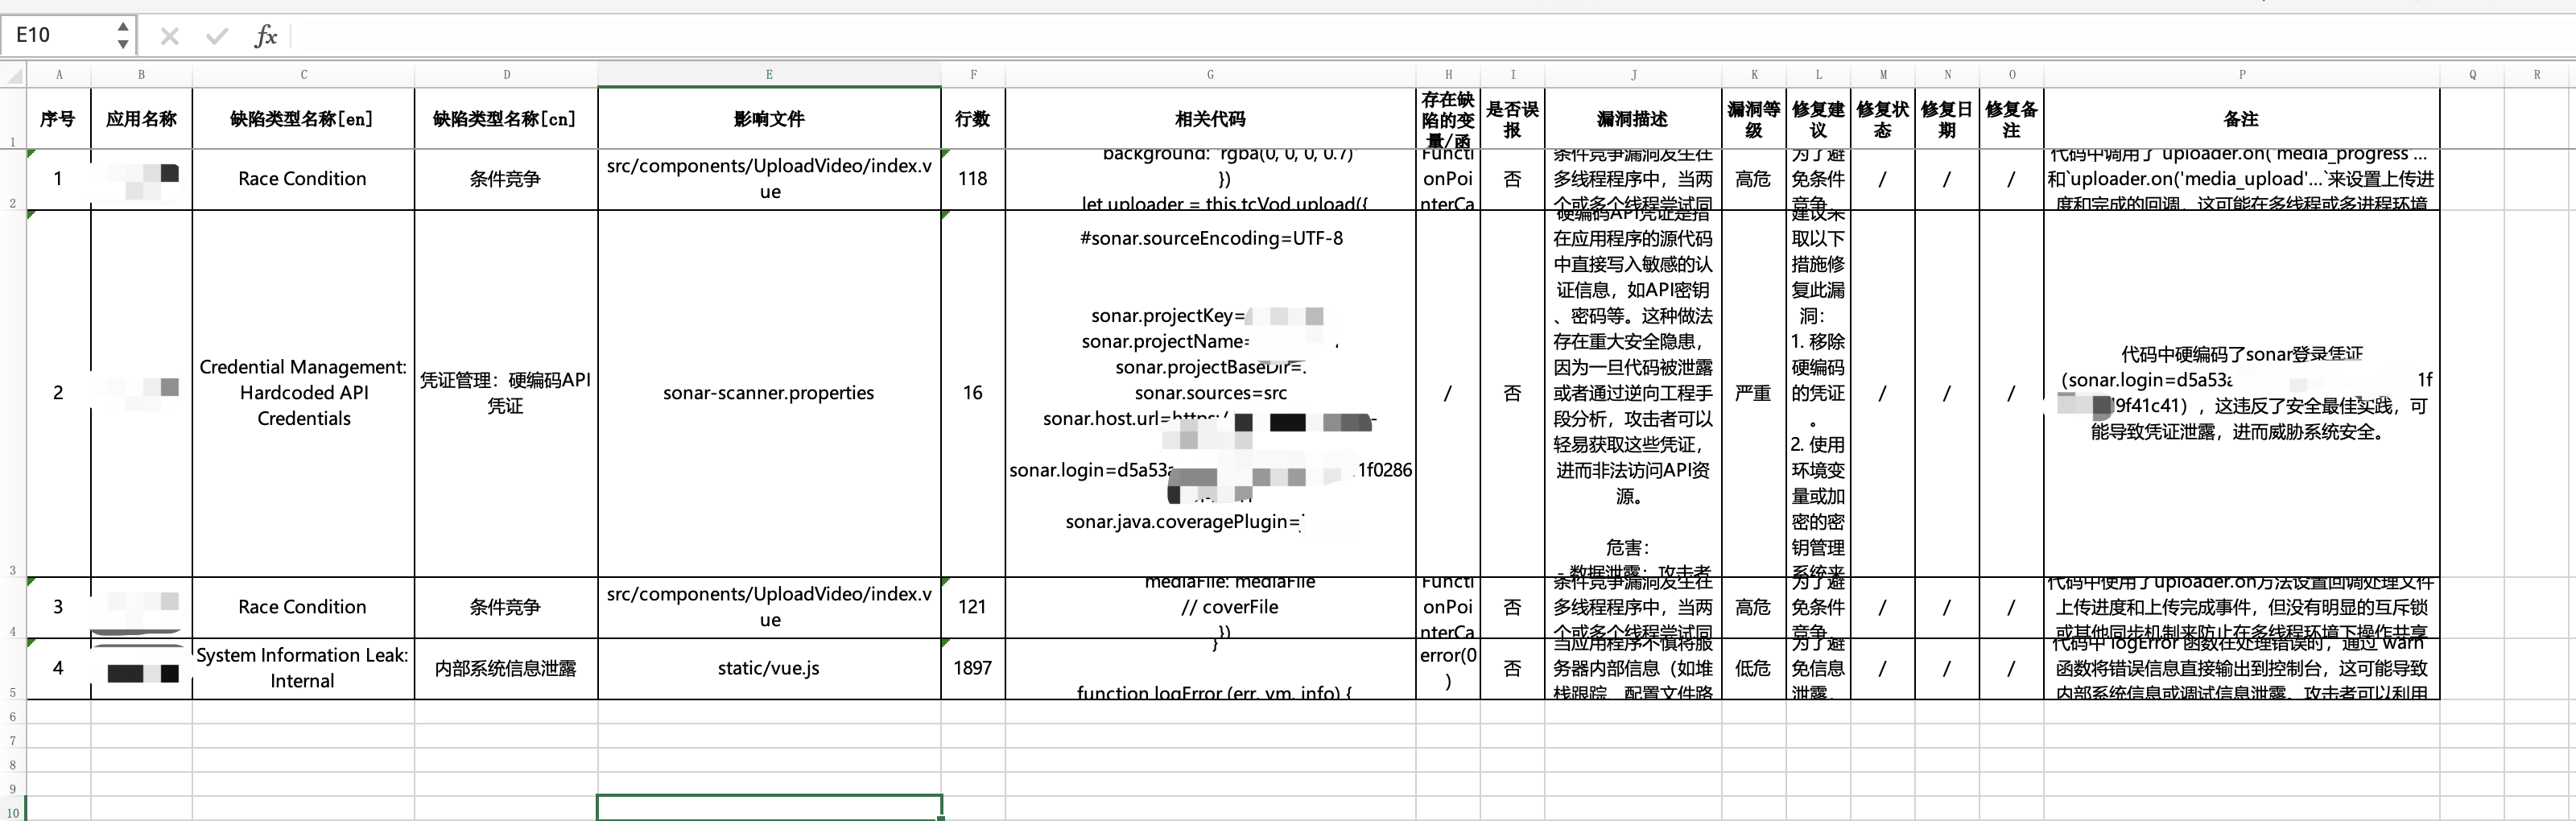 E10
fx
A B C D E F G H I J K L M N O P Q R
1
序号
应用名称
缺陷类型名称[en]
缺陷类型名称[cn]
影响文件
行数
相关代码
存在缺
陷的变
量/函
是否误
报
漏洞描述
漏洞等
级
修复建
议
修复状
态
修复日
期
修复备
注
备注
2
1
Race Condition
条件竞争
src/components/UploadVideo/index.v
ue
118
background: 'rgba(0, 0, 0, 0.7)'
})
let uploader = this.tcVod.upload({
Functi
onPoi
nterCa
否
条件竞争漏洞发生在
多线程程序中，当两
个或多个线程尝试同
高危
为了避
免条件
竞争，
/
/
/
代码中调用了`uploader.on('media_progress'...`
和`uploader.on('media_upload'...`来设置上传进
度和完成的回调，这可能在多线程或多进程环境
3
2
Credential Management:
Hardcoded API
Credentials
凭证管理：硬编码API
凭证
sonar-scanner.properties
16
#sonar.sourceEncoding=UTF-8
sonar.projectKey=
sonar.projectName=
sonar.projectBaseDir=.
sonar.sources=src
sonar.host.url=https:/
sonar.login=d5a53a
1f0286
sonar.java.coveragePlugin=j
/
否
硬编码API凭证是指
在应用程序的源代码
中直接写入敏感的认
证信息，如API密钥
、密码等。这种做法
存在重大安全隐患，
因为一旦代码被泄露
或者通过逆向工程手
段分析，攻击者可以
轻易获取这些凭证，
进而非法访问API资
源。
危害：
- 数据泄露：攻击者
严重
建议采
取以下
措施修
复此漏
洞：
1. 移除
硬编码
的凭证
。
2. 使用
环境变
量或加
密的密
钥管理
系统来
/
/
/
代码中硬编码了sonar登录凭证
（sonar.login=d5a53a
1f
9f41c41），这违反了安全最佳实践，可
能导致凭证泄露，进而威胁系统安全。
4
3
Race Condition
条件竞争
src/components/UploadVideo/index.v
ue
121
mediaFile: mediaFile
// coverFile
})
Functi
onPoi
nterCa
否
条件竞争漏洞发生在
多线程程序中，当两
个或多个线程尝试同
高危
为了避
免条件
竞争，
/
/
/
代码中使用了uploader.on方法设置回调处理文件
上传进度和上传完成事件，但没有明显的互斥锁
或其他同步机制来防止在多线程环境下操作共享
5
4
System Information Leak:
Internal
内部系统信息泄露
static/vue.js
1897
}
function logError (err, vm, info) {
error(0
)
否
当应用程序不慎将服
务器内部信息（如堆
栈跟踪、配置文件路
低危
为了避
免信息
泄露，
/
/
/
代码中 logError 函数在处理错误时，通过 warn
函数将错误信息直接输出到控制台，这可能导致
内部系统信息或调试信息泄露。攻击者可以利用
6
7
8
9
10